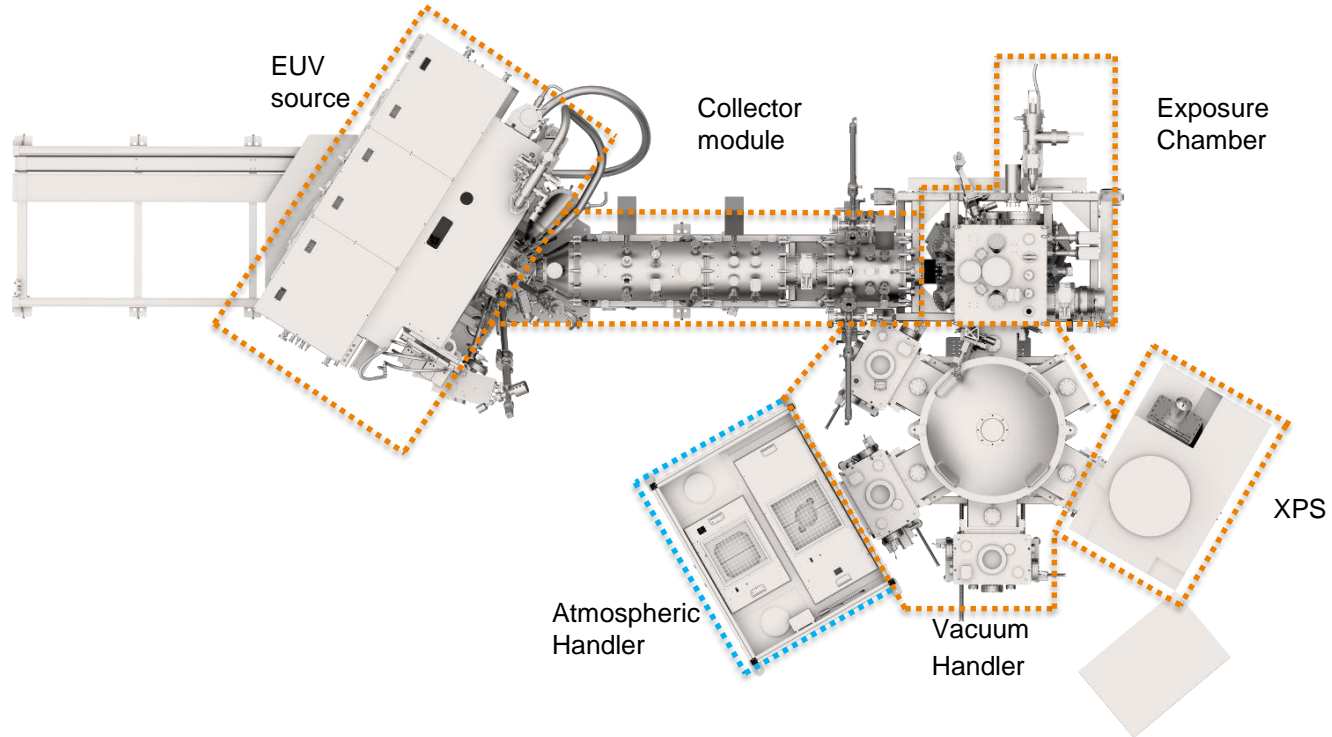 EUV
source
Collector
module
Exposure
Chamber
XPS
Atmospheric
Handler
Vacuum
Handler